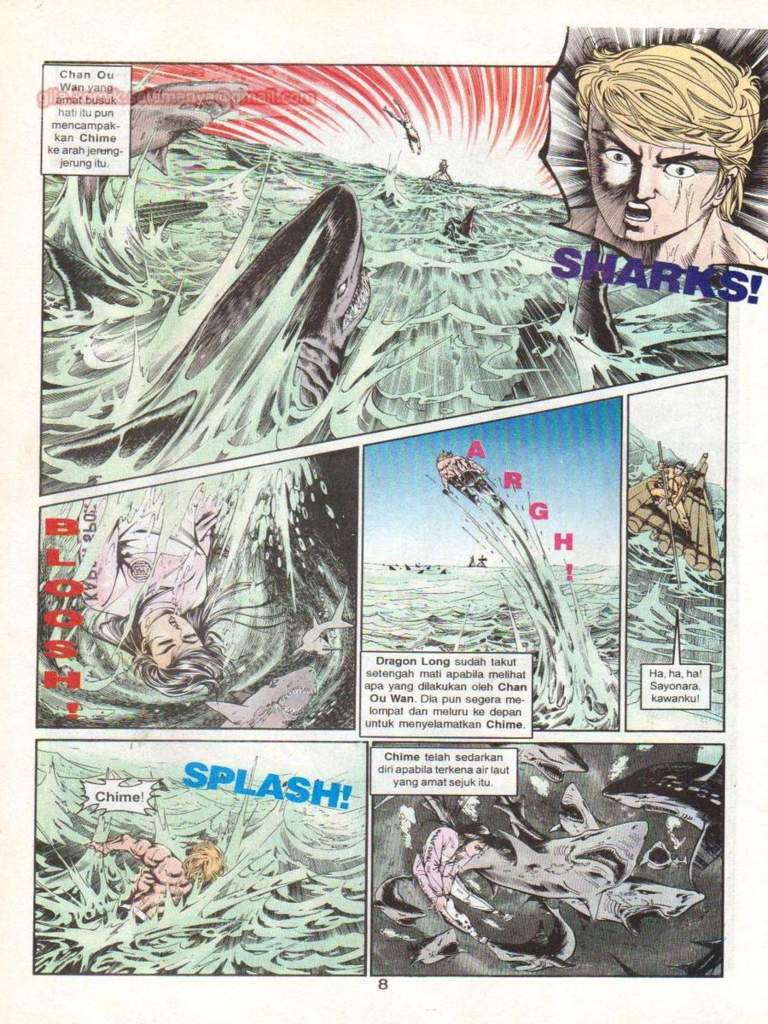 Chan Ou
Wan yang
amat busuk
hati itu pun
mencampak-
kan Chime
ke arah jerung-
jerung itu.
SHARKS!
BLOOSH!
ARGH!
Dragon Long sudah takut
setengah mati apabila melihat
apa yang dilakukan oleh Chan
Ou Wan. Dia pun segera me-
lompat dan meluru ke depan
untuk menyelamatkan Chime.
Ha, ha, ha!
Sayonara,
kawanku!
SPLASH!
Chime!
Chime telah sedarkan
diri apabila terkena air laut
yang amat sejuk itu.
8